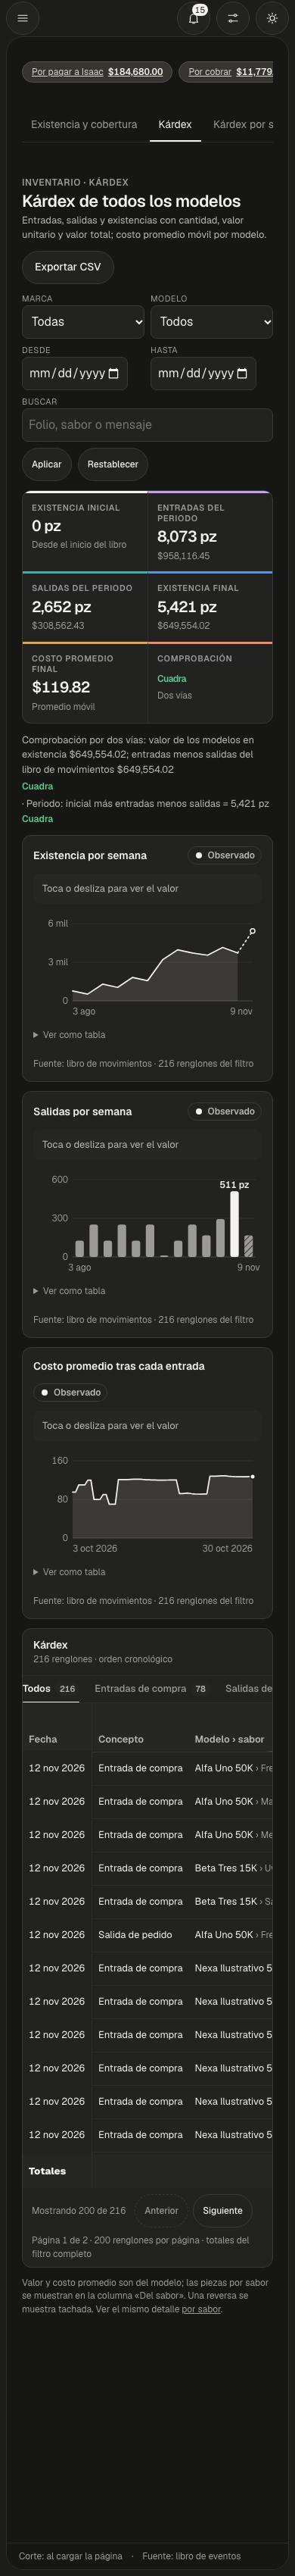 15
Por pagar a Isaac $184,680.00 Por cobrar $11,779
Existencia y cobertura Kárdex Kárdex por s
INVENTARIO · KÁRDEX
Kárdex de todos los modelos
Entradas, salidas y existencias con cantidad, valor
unitario y valor total; costo promedio móvil por modelo.
Exportar CSV
MARCA MODELO
Todas Todos
DESDE HASTA
mm/dd/yyyy mm/dd/yyyy
BUSCAR
Folio, sabor o mensaje
Aplicar Restablecer
EXISTENCIA INICIAL
0 pz
Desde el inicio del libro
ENTRADAS DEL
PERIODO
8,073 pz
$958,116.45
SALIDAS DEL PERIODO
2,652 pz
$308,562.43
EXISTENCIA FINAL
5,421 pz
$649,554.02
COSTO PROMEDIO
FINAL
$119.82
Promedio móvil
COMPROBACIÓN
Cuadra
Dos vías
Comprobación por dos vías: valor de los modelos en
existencia $649,554.02; entradas menos salidas del
libro de movimientos $649,554.02
Cuadra
· Periodo: inicial más entradas menos salidas = 5,421 pz
Cuadra
Existencia por semana Observado
Toca o desliza para ver el valor
6 mil
3 mil
0
3 ago 9 nov
Ver como tabla
Fuente: libro de movimientos · 216 renglones del filtro
Salidas por semana Observado
Toca o desliza para ver el valor
511 pz
600
300
0
3 ago 9 nov
Ver como tabla
Fuente: libro de movimientos · 216 renglones del filtro
Costo promedio tras cada entrada
Observado
Toca o desliza para ver el valor
160
80
0
3 oct 2026 30 oct 2026
Ver como tabla
Fuente: libro de movimientos · 216 renglones del filtro
Kárdex
216 renglones · orden cronológico
Todos 216 Entradas de compra 78 Salidas de
Fecha Concepto Modelo › sabor
12 nov 2026 Entrada de compra Alfa Uno 50K › Fre
12 nov 2026 Entrada de compra Alfa Uno 50K › Ma
12 nov 2026 Entrada de compra Alfa Uno 50K › Me
12 nov 2026 Entrada de compra Beta Tres 15K › Uv
12 nov 2026 Entrada de compra Beta Tres 15K › Sa
12 nov 2026 Salida de pedido Alfa Uno 50K › Fre
12 nov 2026 Entrada de compra Nexa Ilustrativo 5
12 nov 2026 Entrada de compra Nexa Ilustrativo 5
12 nov 2026 Entrada de compra Nexa Ilustrativo 5
12 nov 2026 Entrada de compra Nexa Ilustrativo 5
12 nov 2026 Entrada de compra Nexa Ilustrativo 5
12 nov 2026 Entrada de compra Nexa Ilustrativo 5
Totales
Mostrando 200 de 216 Anterior Siguiente
Página 1 de 2 · 200 renglones por página · totales del
filtro completo
Valor y costo promedio son del modelo; las piezas por sabor
se muestran en la columna «Del sabor». Una reversa se
muestra tachada. Ver el mismo detalle por sabor.
Corte: al cargar la página · Fuente: libro de eventos